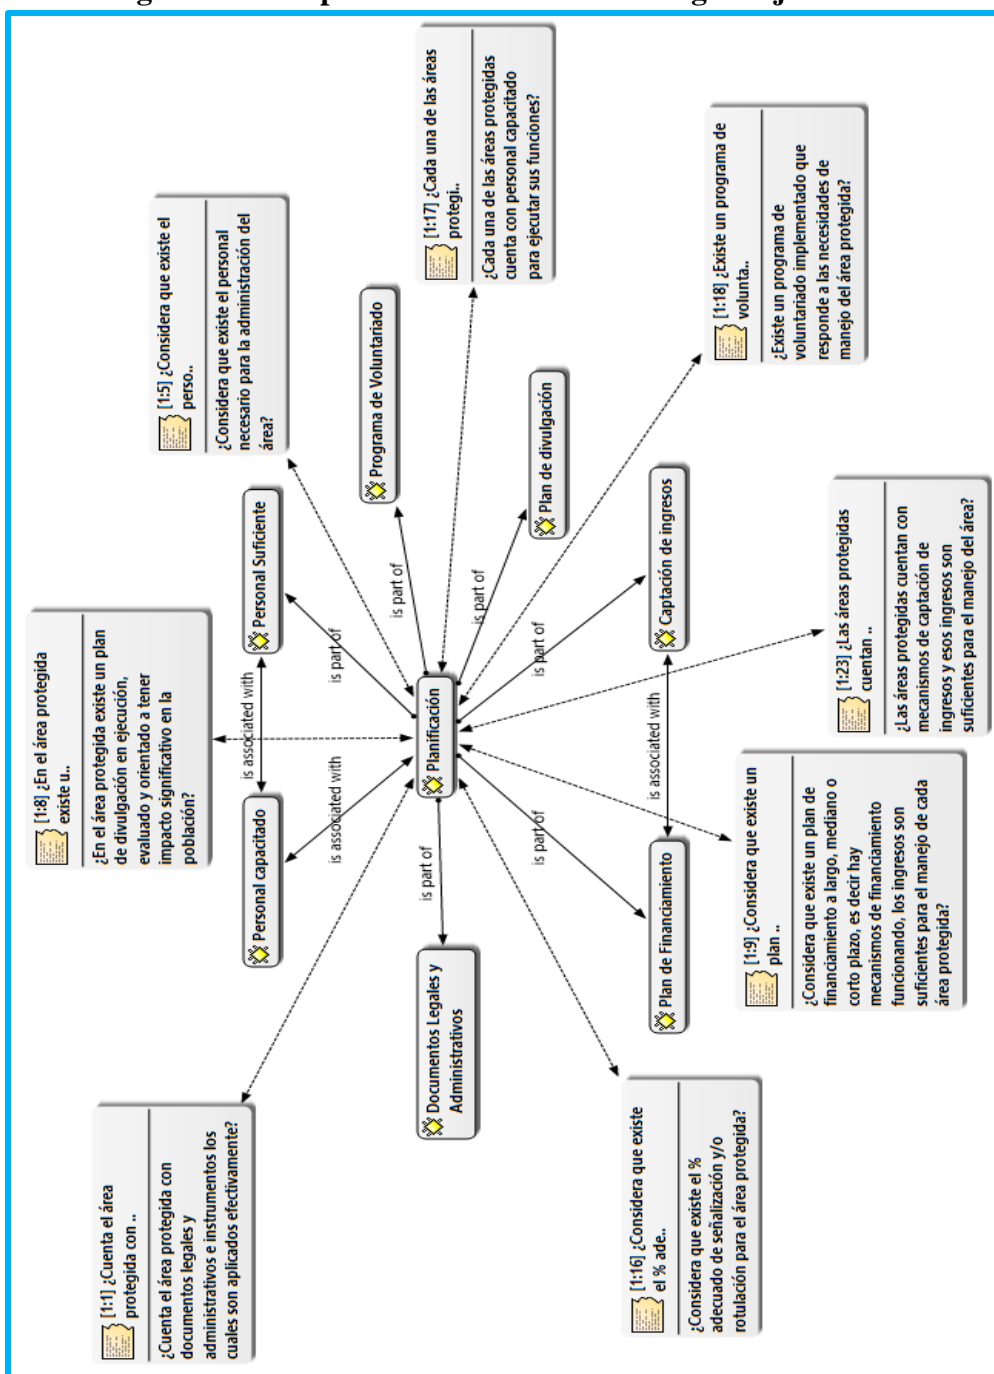 [1:8] ¿En el área protegida
existe u..
¿En el área protegida existe un plan
de divulgación en ejecución,
evaluado y orientado a tener
impacto significativo en la
población?
[1:1] ¿Cuenta el área
protegida con ..
¿Cuenta el área protegida con
documentos legales y
administrativos e instrumentos los
cuales son aplicados efectivamente?
[1:5] ¿Considera que existe el
perso..
¿Considera que existe el personal
necesario para la administración del
área?
Personal capacitado
is associated with
Personal Suficiente
is associated with
is part of
Programa de Voluntariado
is part of
[1:17] ¿Cada una de las áreas
protegi..
¿Cada una de las áreas protegidas
cuenta con personal capacitado
para ejecutar sus funciones?
Documentos Legales y
Administrativos
is part of
Planificación
is part of
Plan de divulgación
is part of
is part of
Plan de Financiamiento
is associated with
Captación de ingresos
[1:16] ¿Considera que existe
el % ade..
¿Considera que existe el %
adecuado de señalización y/o
rotulación para el área protegida?
[1:9] ¿Considera que existe un
plan ..
¿Considera que existe un plan de
financiamiento a largo, mediano o
corto plazo, es decir hay
mecanismos de financiamiento
funcionando, los ingresos son
suficientes para el manejo de cada
área protegida?
[1:23] ¿Las áreas protegidas
cuentan ..
¿Las áreas protegidas cuentan con
mecanismos de captación de
ingresos y esos ingresos son
suficientes para el manejo del área?
[1:18] ¿Existe un programa de
volunta..
¿Existe un programa de
voluntariado implementado que
responde a las necesidades de
manejo del área protegida?